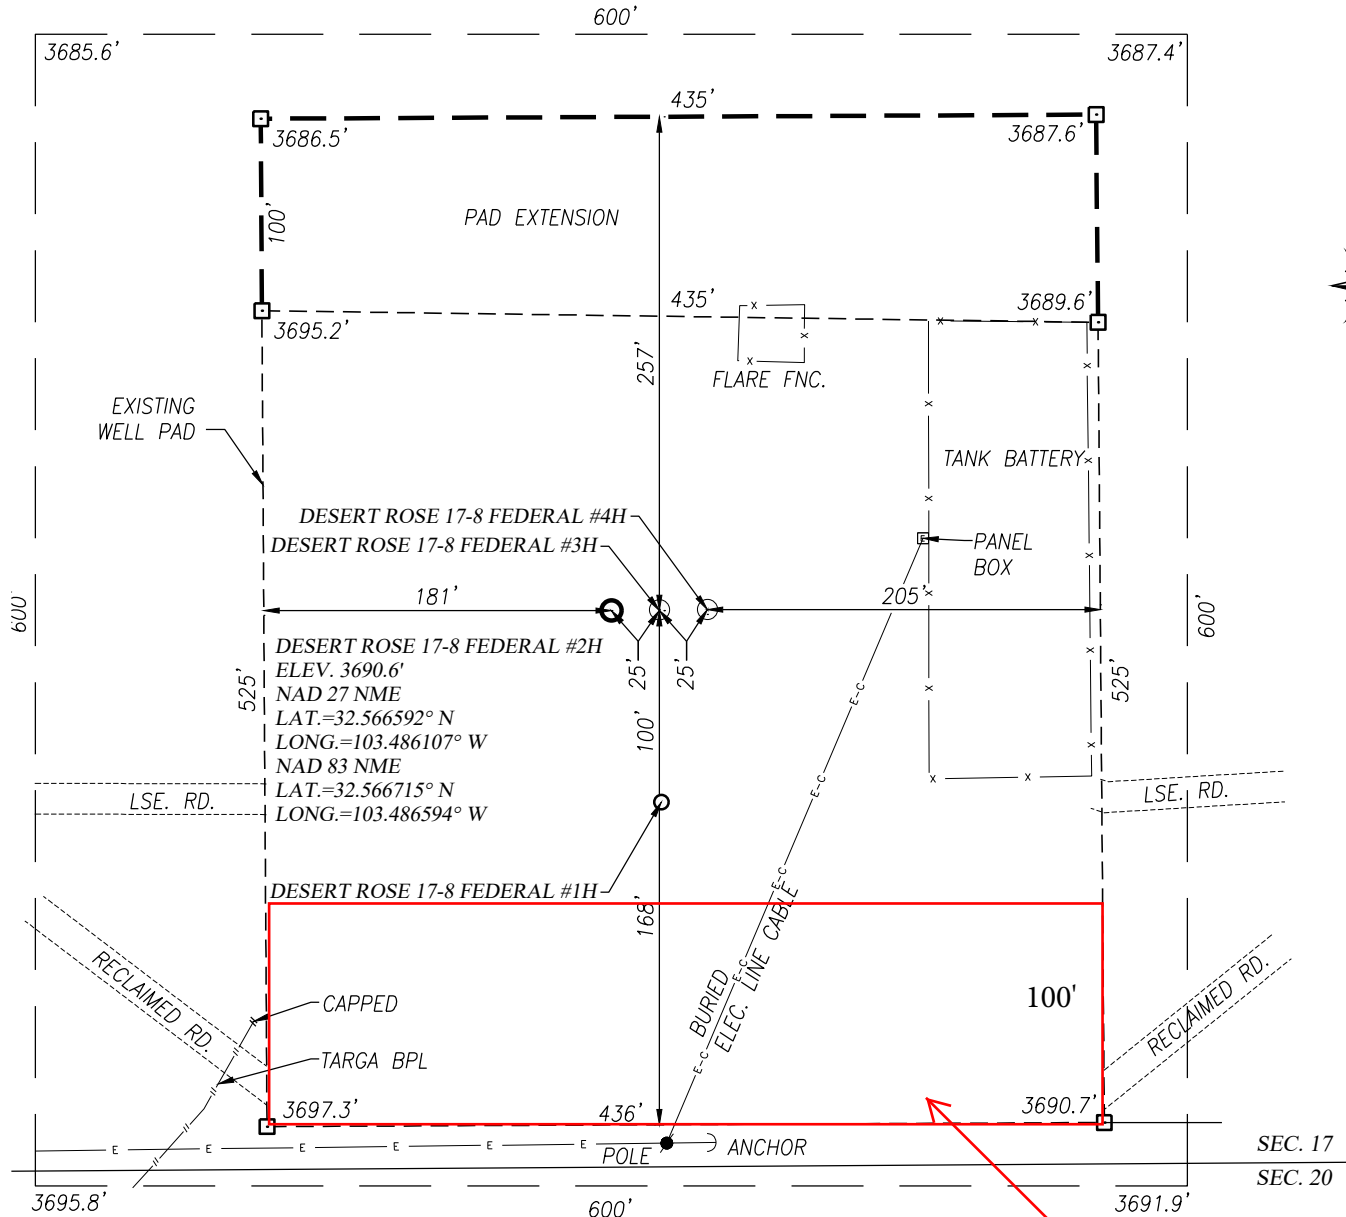 600'
3685.6'
3687.4'
435'
3686.5'
3687.6'
100'
PAD EXTENSION
435'
3695.2'
3689.6'
257'
FLARE FNC.
EXISTING
WELL PAD
TANK BATTERY
DESERT ROSE 17-8 FEDERAL #4H
DESERT ROSE 17-8 FEDERAL #3H
E
PANEL
BOX
181'
205'
600'
600'
DESERT ROSE 17-8 FEDERAL #2H
ELEV. 3690.6'
NAD 27 NME
LAT.=32.566592° N
LONG.=103.486107° W
NAD 83 NME
LAT.=32.566715° N
LONG.=103.486594° W
25'
25'
525'
525'
100'
E-C
E-C
LSE. RD.
LSE. RD.
DESERT ROSE 17-8 FEDERAL #1H
168'
E-C
E-C
E-C
BURIED
ELEC. LINE CABLE
RECLAIMED RD.
RECLAIMED RD.
100'
CAPPED
TARGA BPL
3697.3'
436'
3690.7'
E E E E E E
POLE
ANCHOR
SEC. 17
SEC. 20
3695.8'
600'
3691.9'